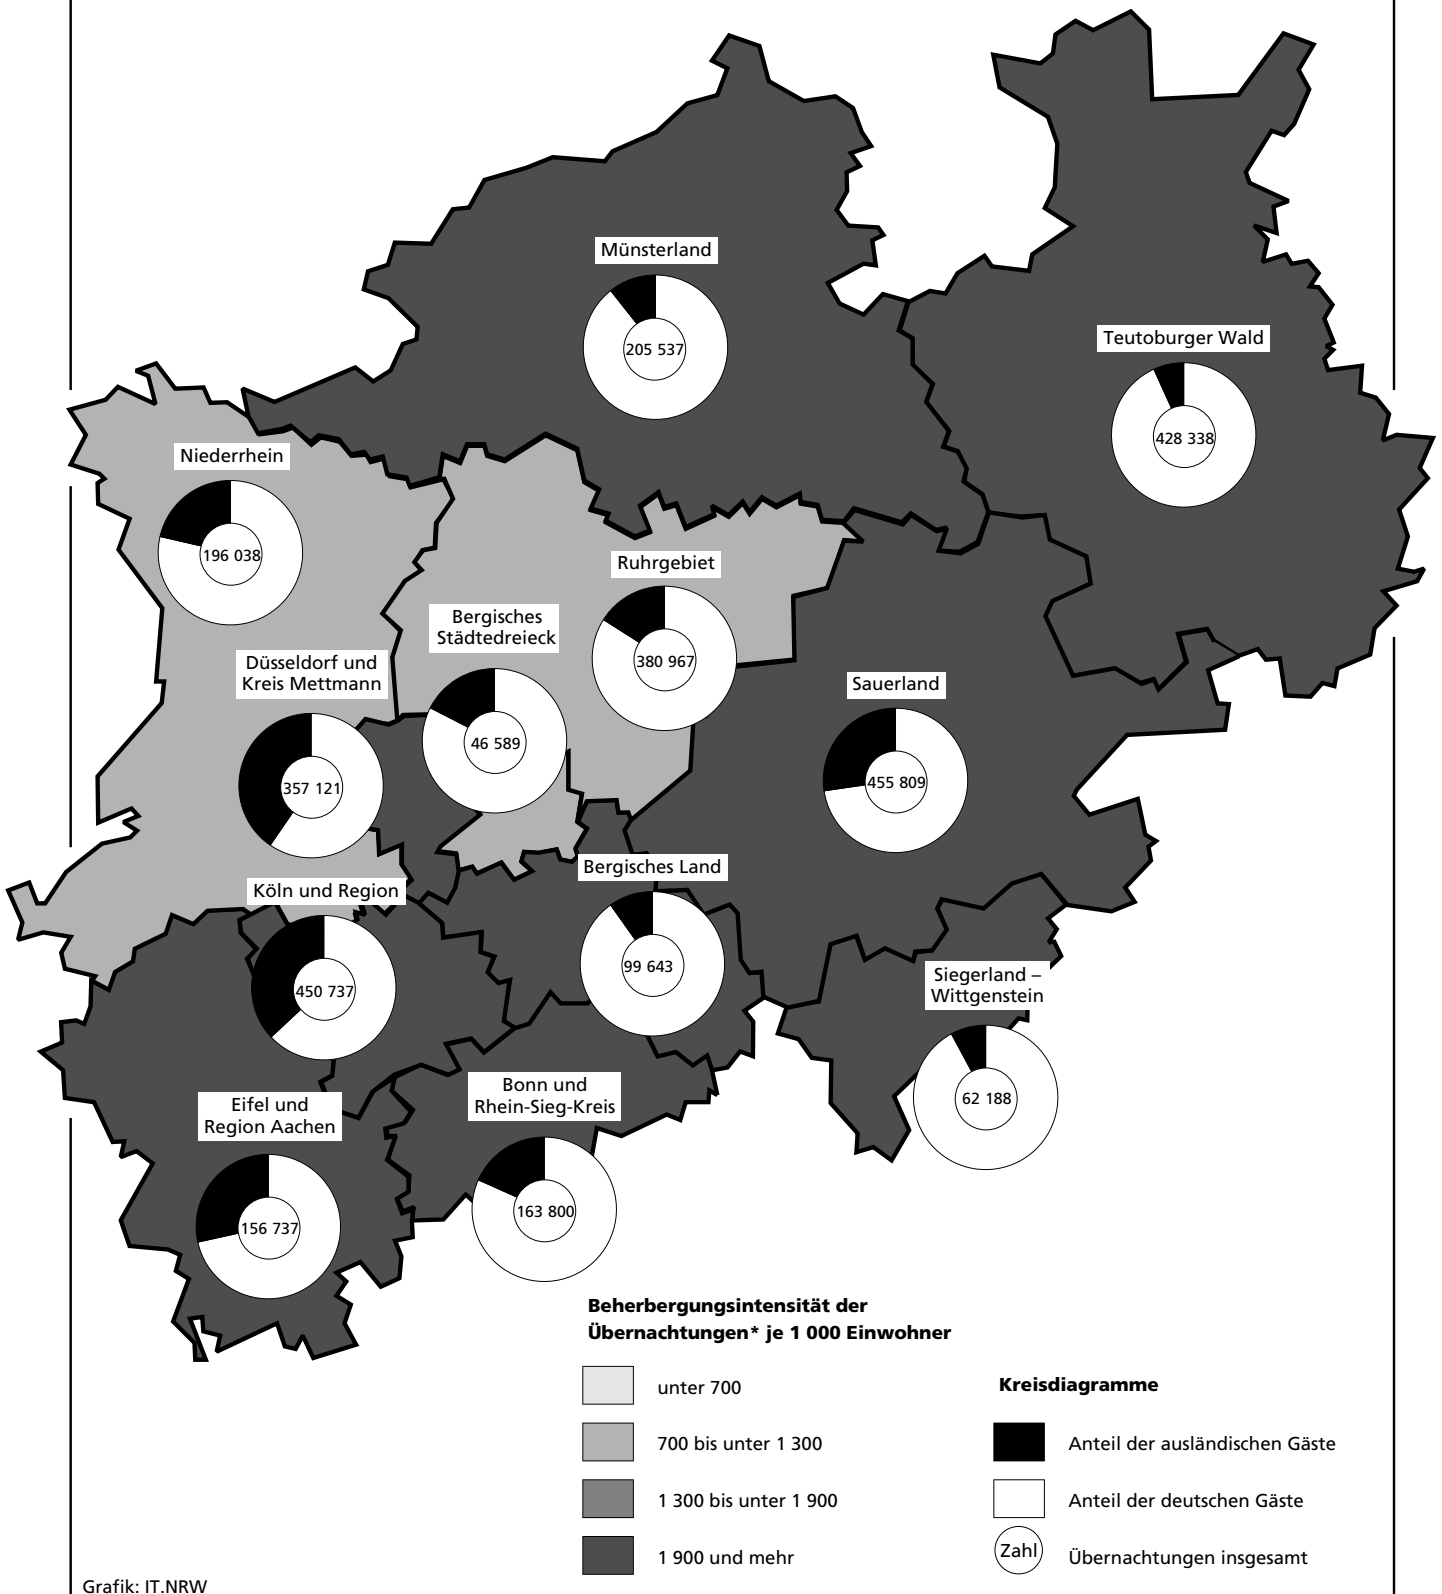 Münsterland
205 537
Teutoburger Wald
428 338
Niederrhein
196 038
Ruhrgebiet
380 967
Bergisches
Städtedreieck
46 589
Düsseldorf und
Kreis Mettmann
357 121
Sauerland
455 809
Bergisches Land
99 643
Köln und Region
450 737
Siegerland –
Wittgenstein
62 188
Bonn und
Rhein-Sieg-Kreis
163 800
Eifel und
Region Aachen
156 737
Beherbergungsintensität der
Übernachtungen* je 1 000 Einwohner
unter 700
700 bis unter 1 300
1 300 bis unter 1 900
1 900 und mehr
Kreisdiagramme
Anteil der ausländischen Gäste
Anteil der deutschen Gäste
Zahl
Übernachtungen insgesamt
Grafik: IT.NRW